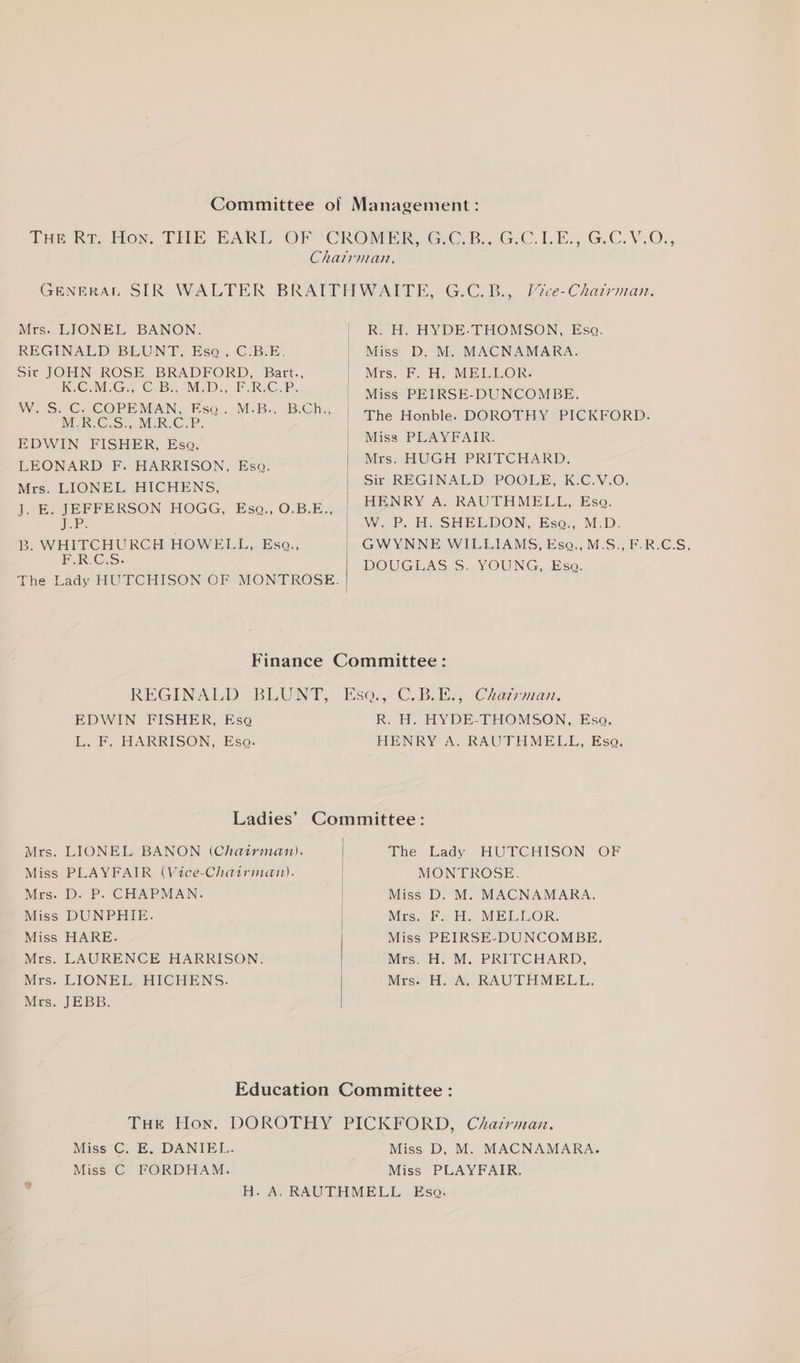 Committee of Management:
THE RT. HON. THE EARL OF CROMER, G.C.B., G.C.I.E., G.C.V.O.,
Chairman.
GENERAL SIR WALTER BRAITHWAITE, G.C.B., Vice-Chairman.
Mrs. LIONEL BANON.
REGINALD BLUNT, Esq., C.B.E.
Sir JOHN ROSE BRADFORD, Bart.,
K.C.M.G., C.B., M.D., F.R.C.P.
W. S. C. COPEMAN, Esq., M.B., B.Ch.,
M.R.C.S., M.R.C.P.
EDWIN FISHER, Esq.
LEONARD F. HARRISON, Esq.
Mrs. LIONEL HICHENS,
J. E. JEFFERSON HOGG, Esq., O.B.E.,
J.P.
B. WHITCHURCH HOWELL, Esq.,
F.R.C.S.
The Lady HUTCHISON OF MONTROSE.
R. H. HYDE-THOMSON, Esq.
Miss D. M. MACNAMARA.
Mrs. F. H. MELLOR.
Miss PEIRSE-DUNCOMBE.
The Honble. DOROTHY PICKFORD.
Miss PLAYFAIR.
Mrs. HUGH PRITCHARD.
Sir REGINALD POOLE, K.C.V.O.
HENRY A. RAUTHMELL, Esq.
W. P. H. SHELDON, Esq., M.D.
GWYNNE WILLIAMS, Esq., M.S., F.R.C.S.
DOUGLAS S. YOUNG, Esq.
Finance Committee:
REGINALD BLUNT, Esq., C.B.E., Chairman.
EDWIN FISHER, Esq
L. F. HARRISON, Esq.
R. H. HYDE-THOMSON, Esq.
HENRY A. RAUTHMELL, Esq.
Ladies' Committee:
Mrs. LIONEL BANON (Chairman).
Miss PLAYFAIR (Vice-Chairman).
Mrs. D. P. CHAPMAN.
Miss DUNPHIE.
Miss HARE.
Mrs. LAURENCE HARRISON.
Mrs. LIONEL HICHENS.
Mrs. JEBB.
The Lady HUTCHISON OF
MONTROSE.
Miss D. M. MACNAMARA.
Mrs. F. H. MELLOR.
Miss PEIRSE-DUNCOMBE.
Mrs. H. M. PRITCHARD,
Mrs. H. A. RAUTHMELL.
Education Committee:
THE HON. DOROTHY PICKFORD, Chairman.
Miss C. E. DANIEL.
Miss C FORDHAM.
Miss D. M. MACNAMARA.
Miss PLAYFAIR.
H. A. RAUTHMELL Esq.